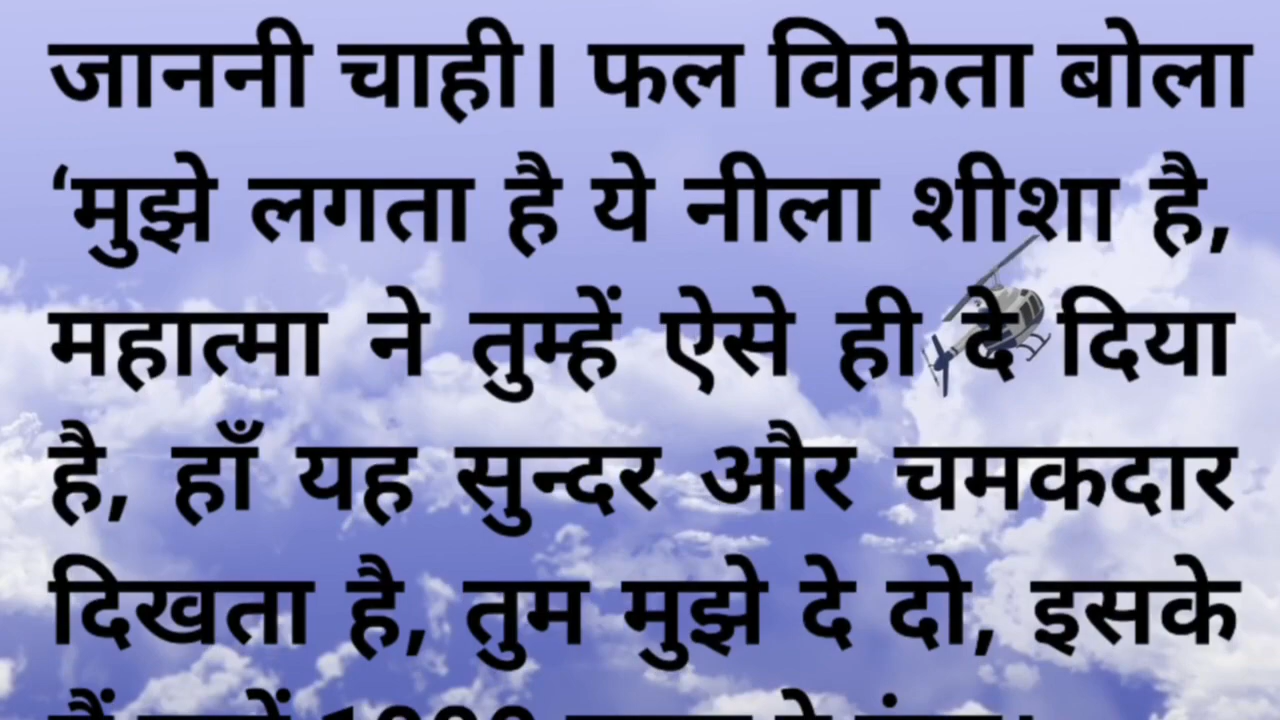 जाननी चाही। फल विक्रेता बोला
‘मुझे लगता है ये नीला शीशा है,
महात्मा ने तुम्हें ऐसे ही दे दिया
है, हाँ यह सुन्दर और चमकदार
दिखता है, तुम मुझे दे दो, इसके